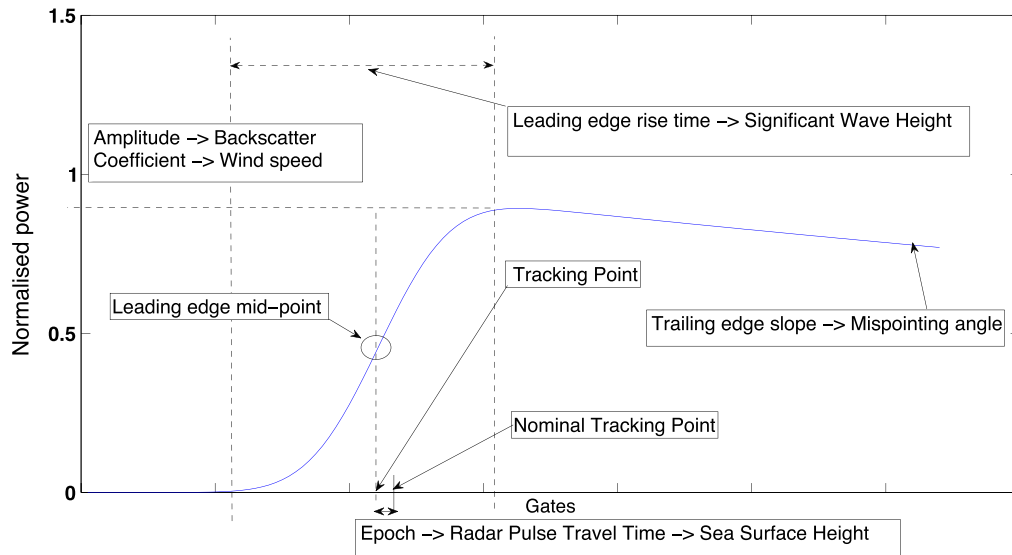 1.5
Leading edge rise time −> Significant Wave Height
Amplitude −> Backscatter
Coefficient −> Wind speed
1
Normalised power
Tracking Point
Leading edge mid−point
Trailing edge slope −> Mispointing angle
0.5
Nominal Tracking Point
0
Gates
Epoch −> Radar Pulse Travel Time −> Sea Surface Height